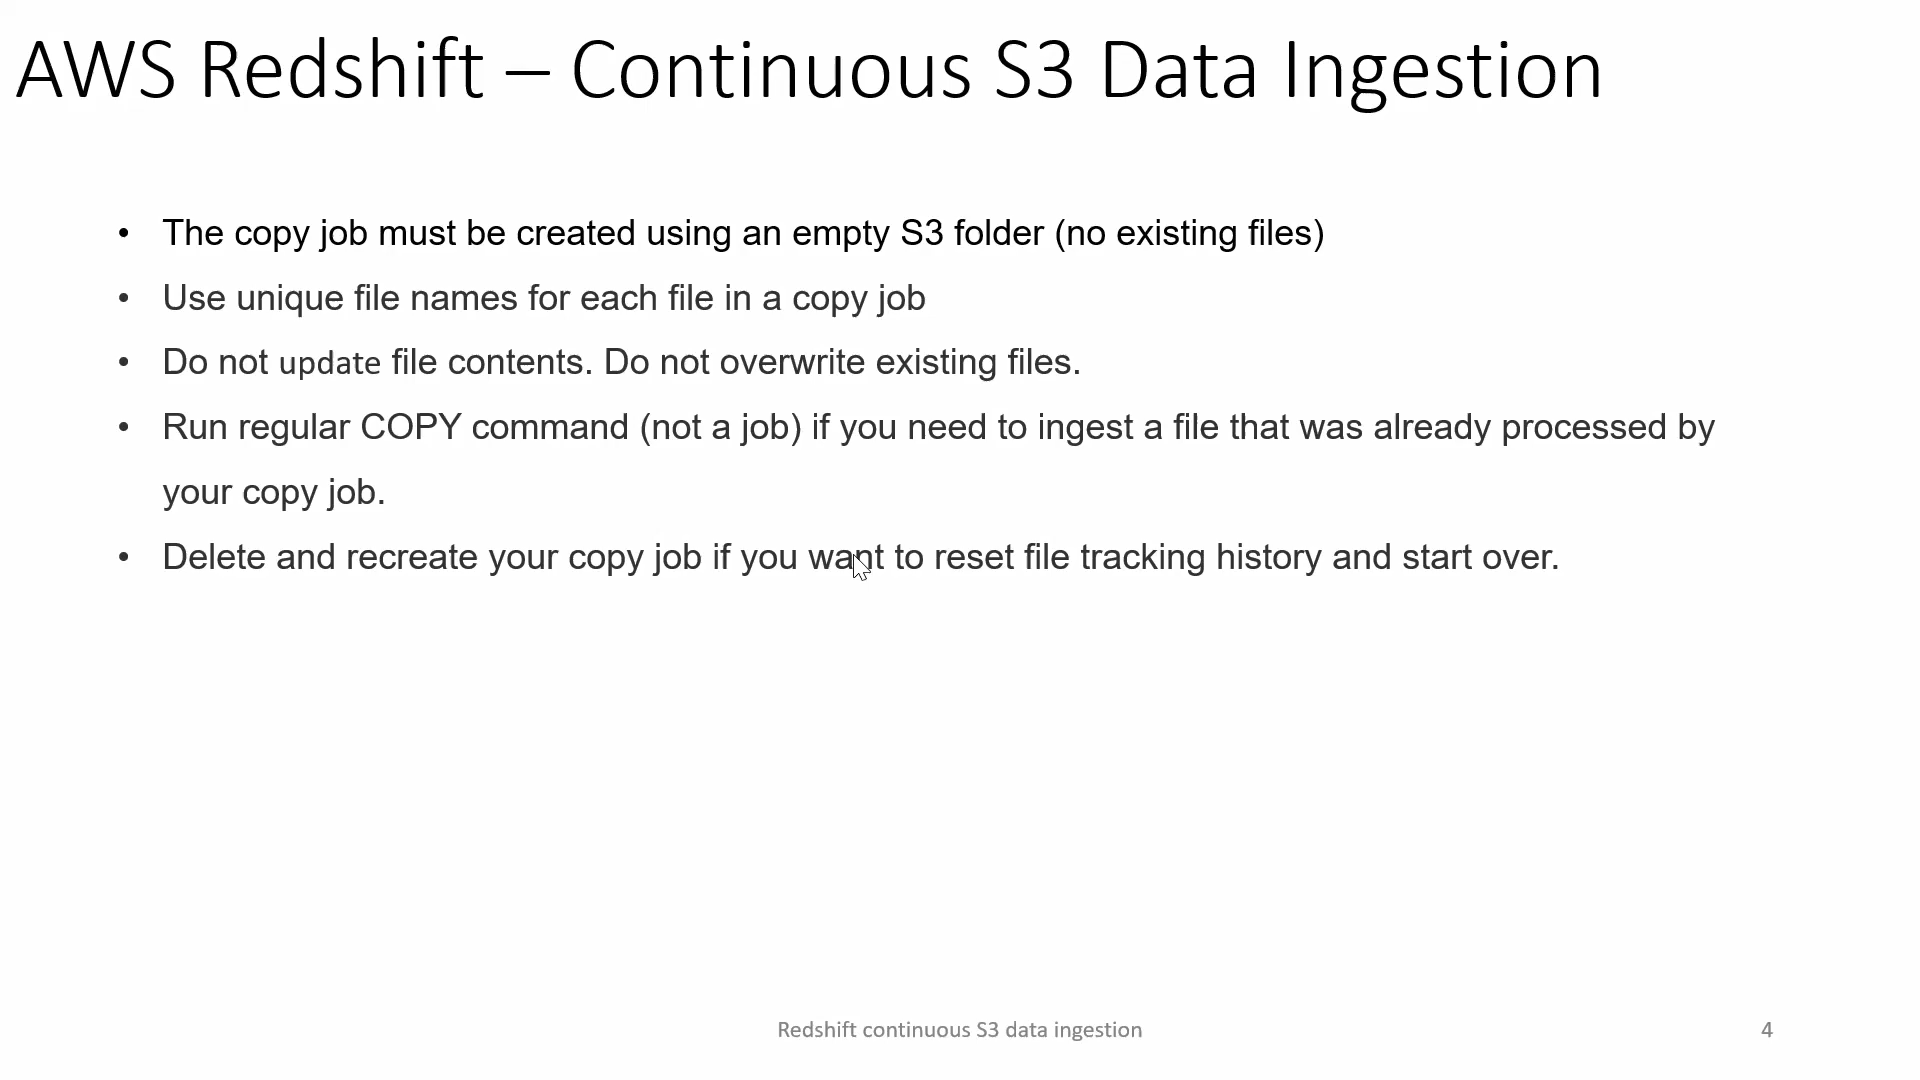 AWS Redshift – Continuous S3 Data Ingestion
• The copy job must be created using an empty S3 folder (no existing files)
• Use unique file names for each file in a copy job
• Do not update file contents. Do not overwrite existing files.
• Run regular COPY command (not a job) if you need to ingest a file that was already processed by
your copy job.
• Delete and recreate your copy job if you want to reset file tracking history and start over.
Redshift continuous S3 data ingestion
4